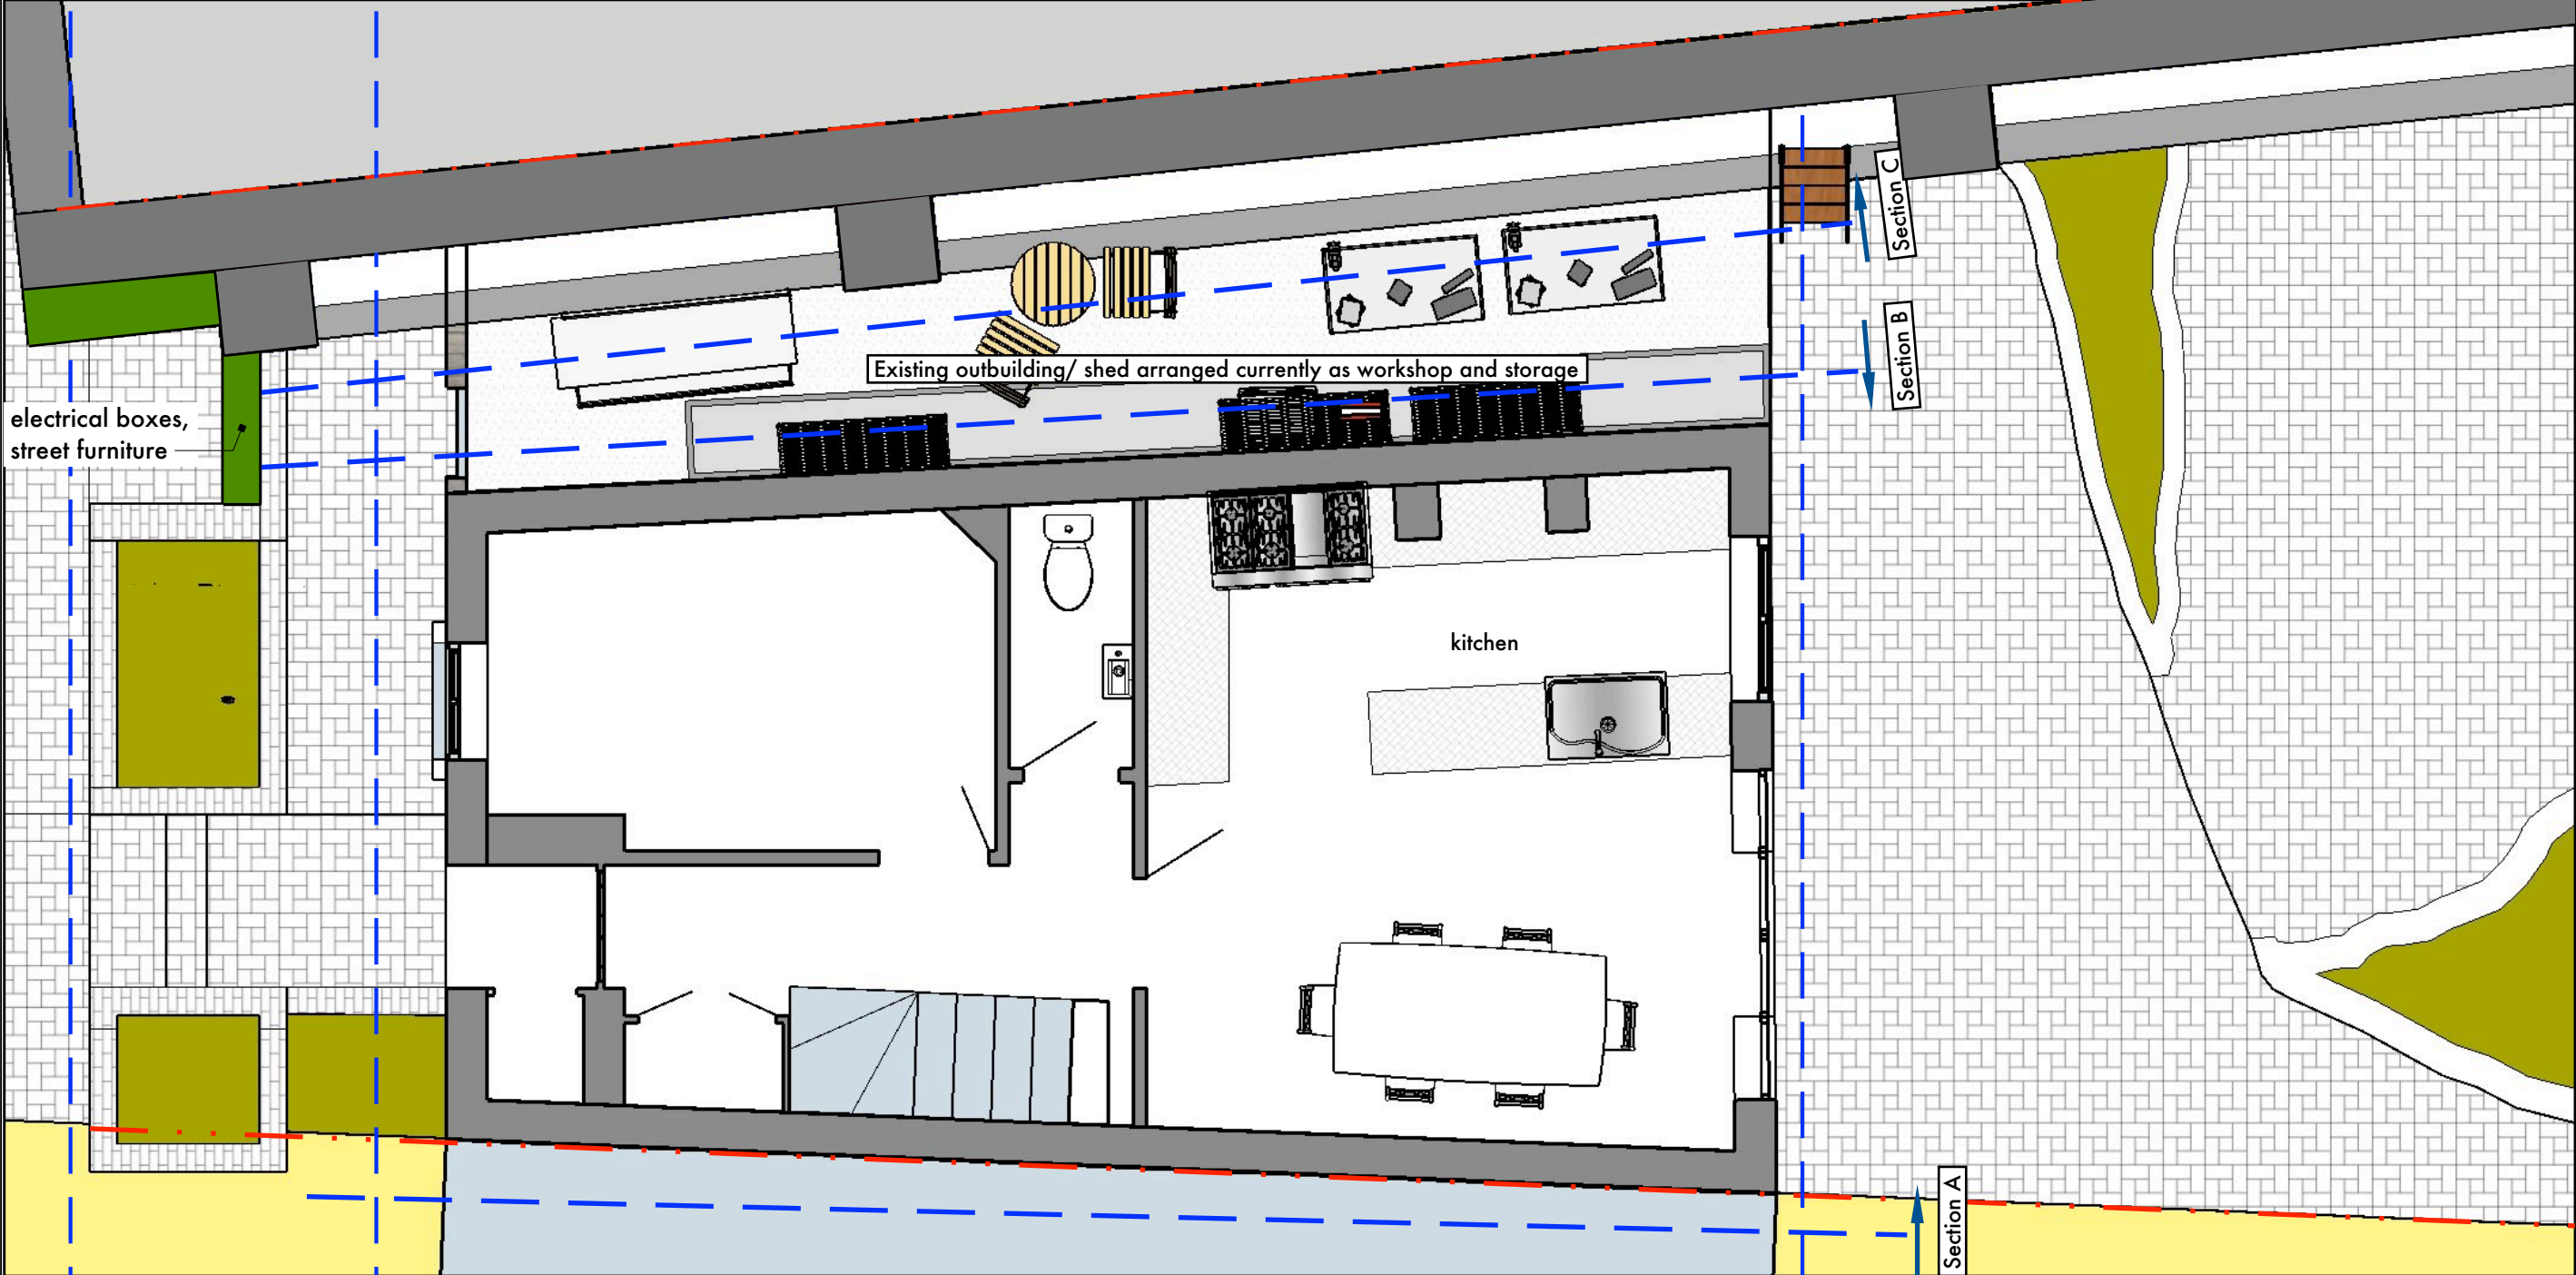 Section C
Section B
Existing outbuilding/ shed arranged currently as workshop and storage
electrical boxes,
street furniture
kitchen
Section A